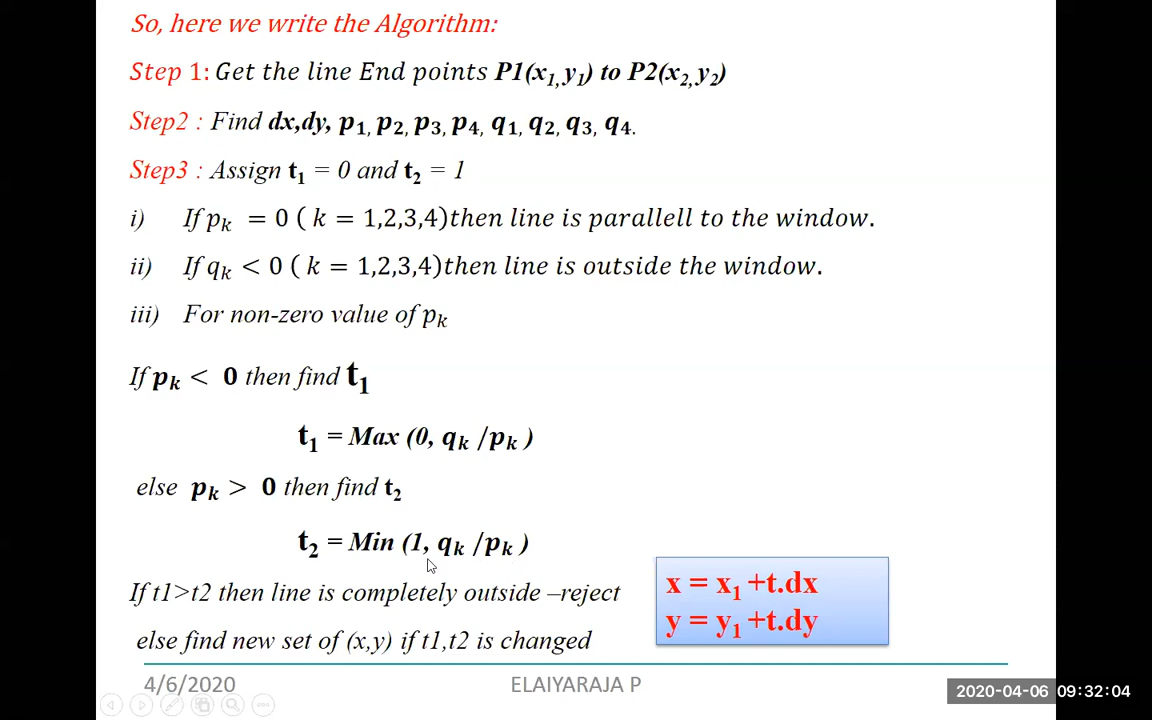 So, here we write the Algorithm:
Step 1: Get the line End points P1(x₁,y₁) to P2(x₂,y₂)
Step2 : Find dx,dy, p₁, p₂, p₃, p₄, q₁, q₂, q₃, q₄.
Step3 : Assign t₁ = 0 and t₂ = 1
i) If pₖ = 0 ( k = 1,2,3,4)then line is parallell to the window.
ii) If qₖ < 0 ( k = 1,2,3,4)then line is outside the window.
iii) For non-zero value of pₖ
If pₖ < 0 then find t₁
t₁ = Max (0, qₖ /pₖ )
else pₖ > 0 then find t₂
t₂ = Min (1, qₖ /pₖ )
If t1>t2 then line is completely outside –reject
else find new set of (x,y) if t1,t2 is changed
x = x₁ +t.dx
y = y₁ +t.dy
4/6/2020 ELAIYARAJA P
2020-04-06 09:32:04